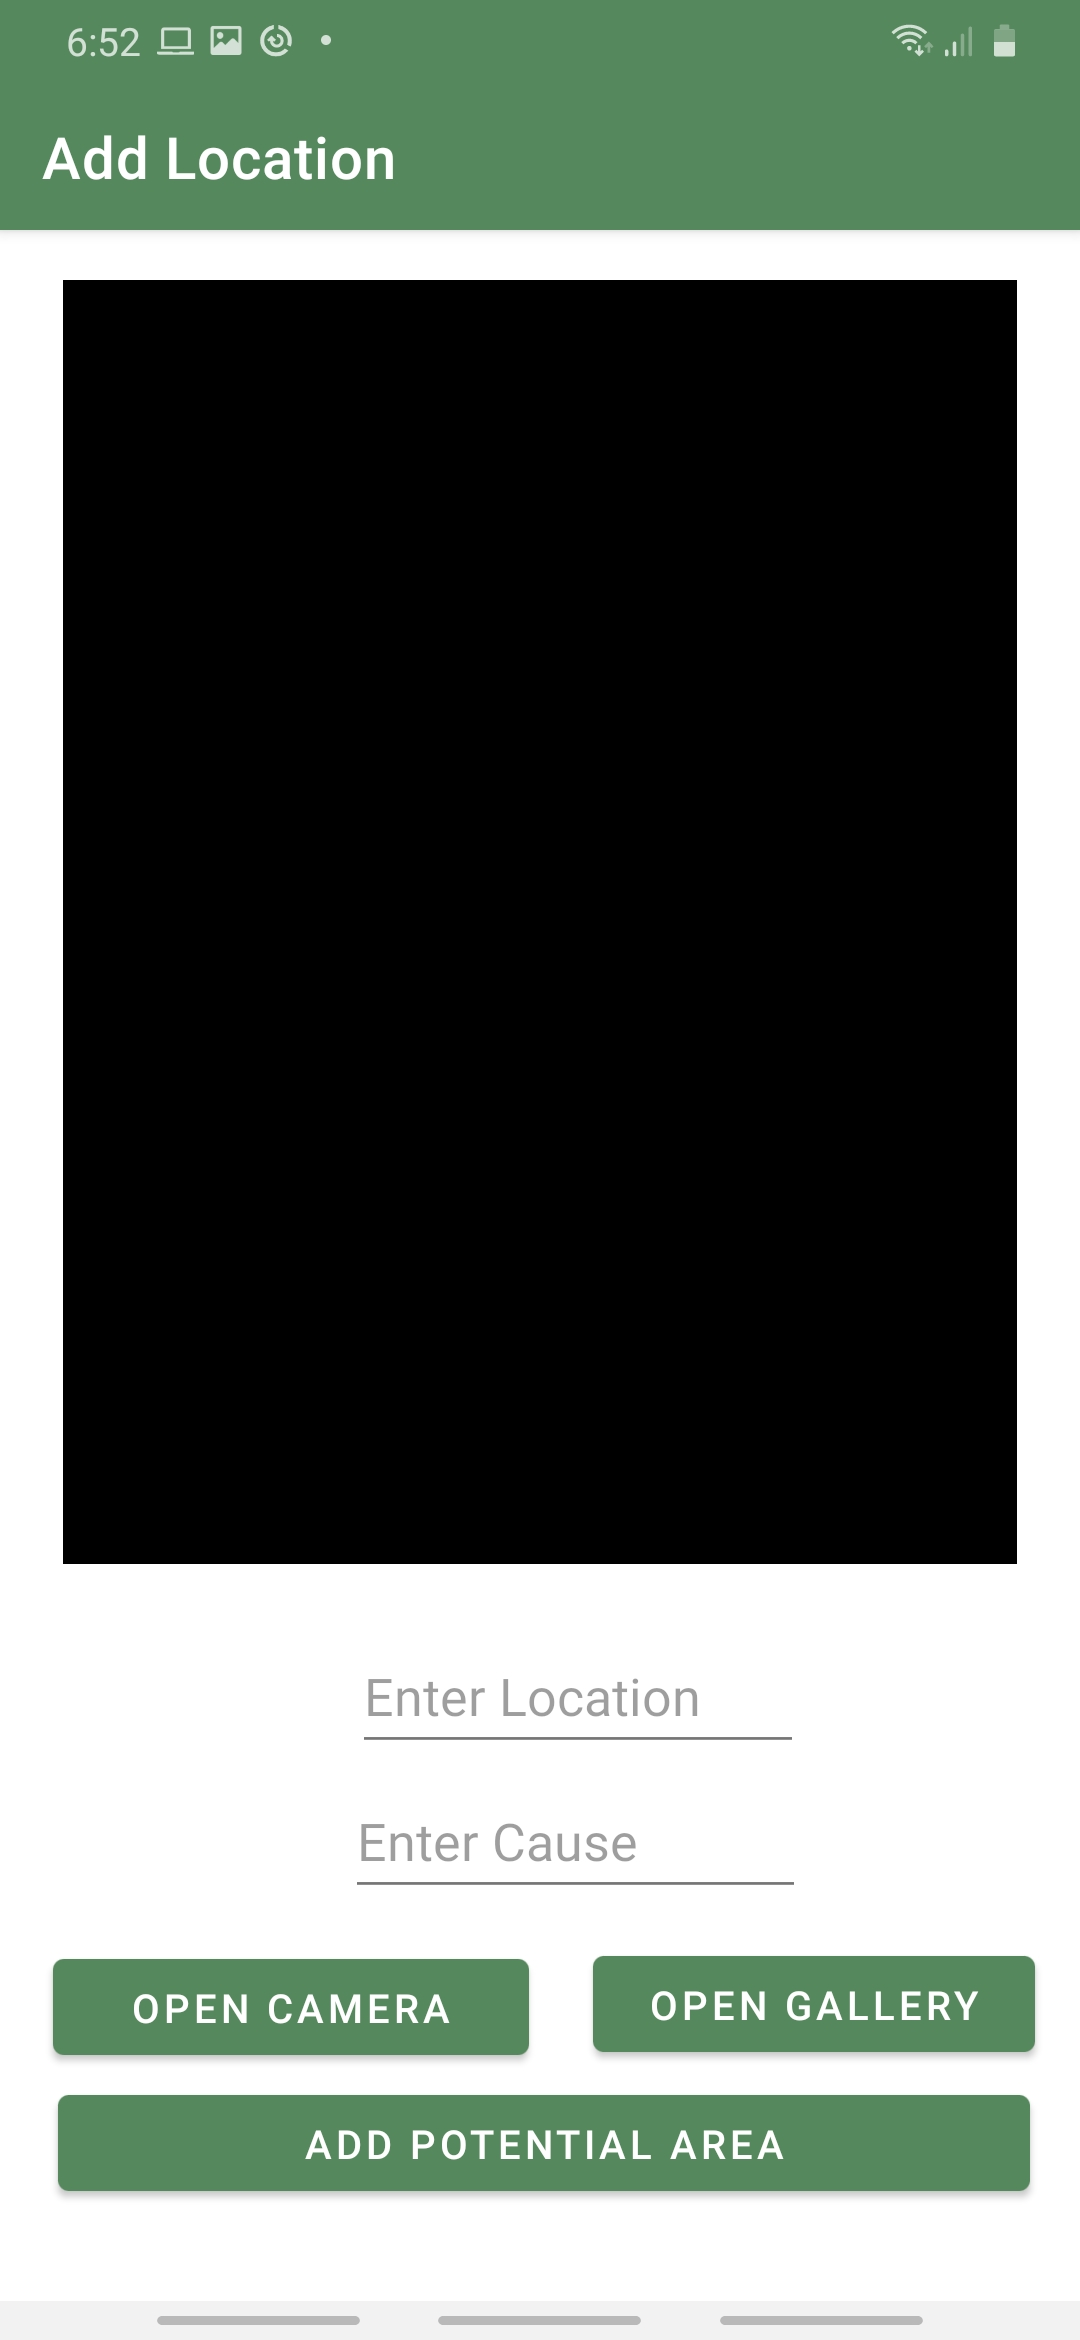 6:52
Add Location
Enter Location
Enter Cause
OPEN CAMERA
OPEN GALLERY
ADD POTENTIAL AREA